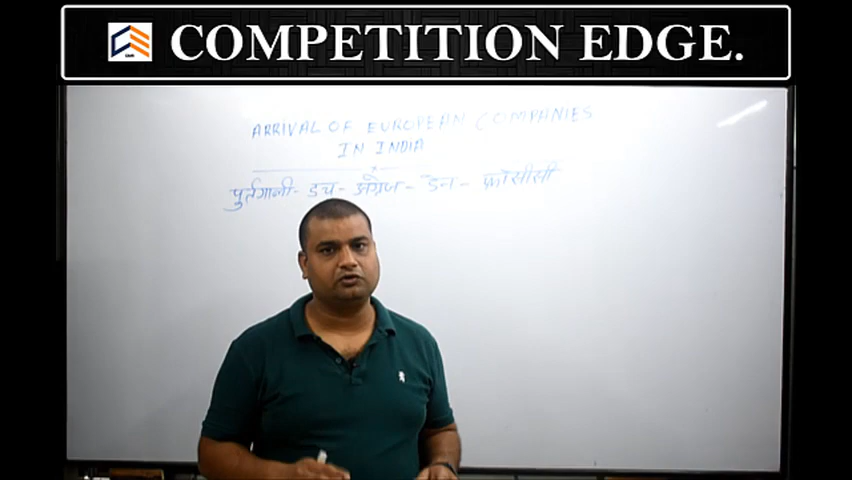 COMPETITION EDGE.
ARRIVAL OF EUROPEAN COMPANIES
IN INDIA
पुर्तगाली - डच - अंग्रेज - डेन - फ्रांसीसी